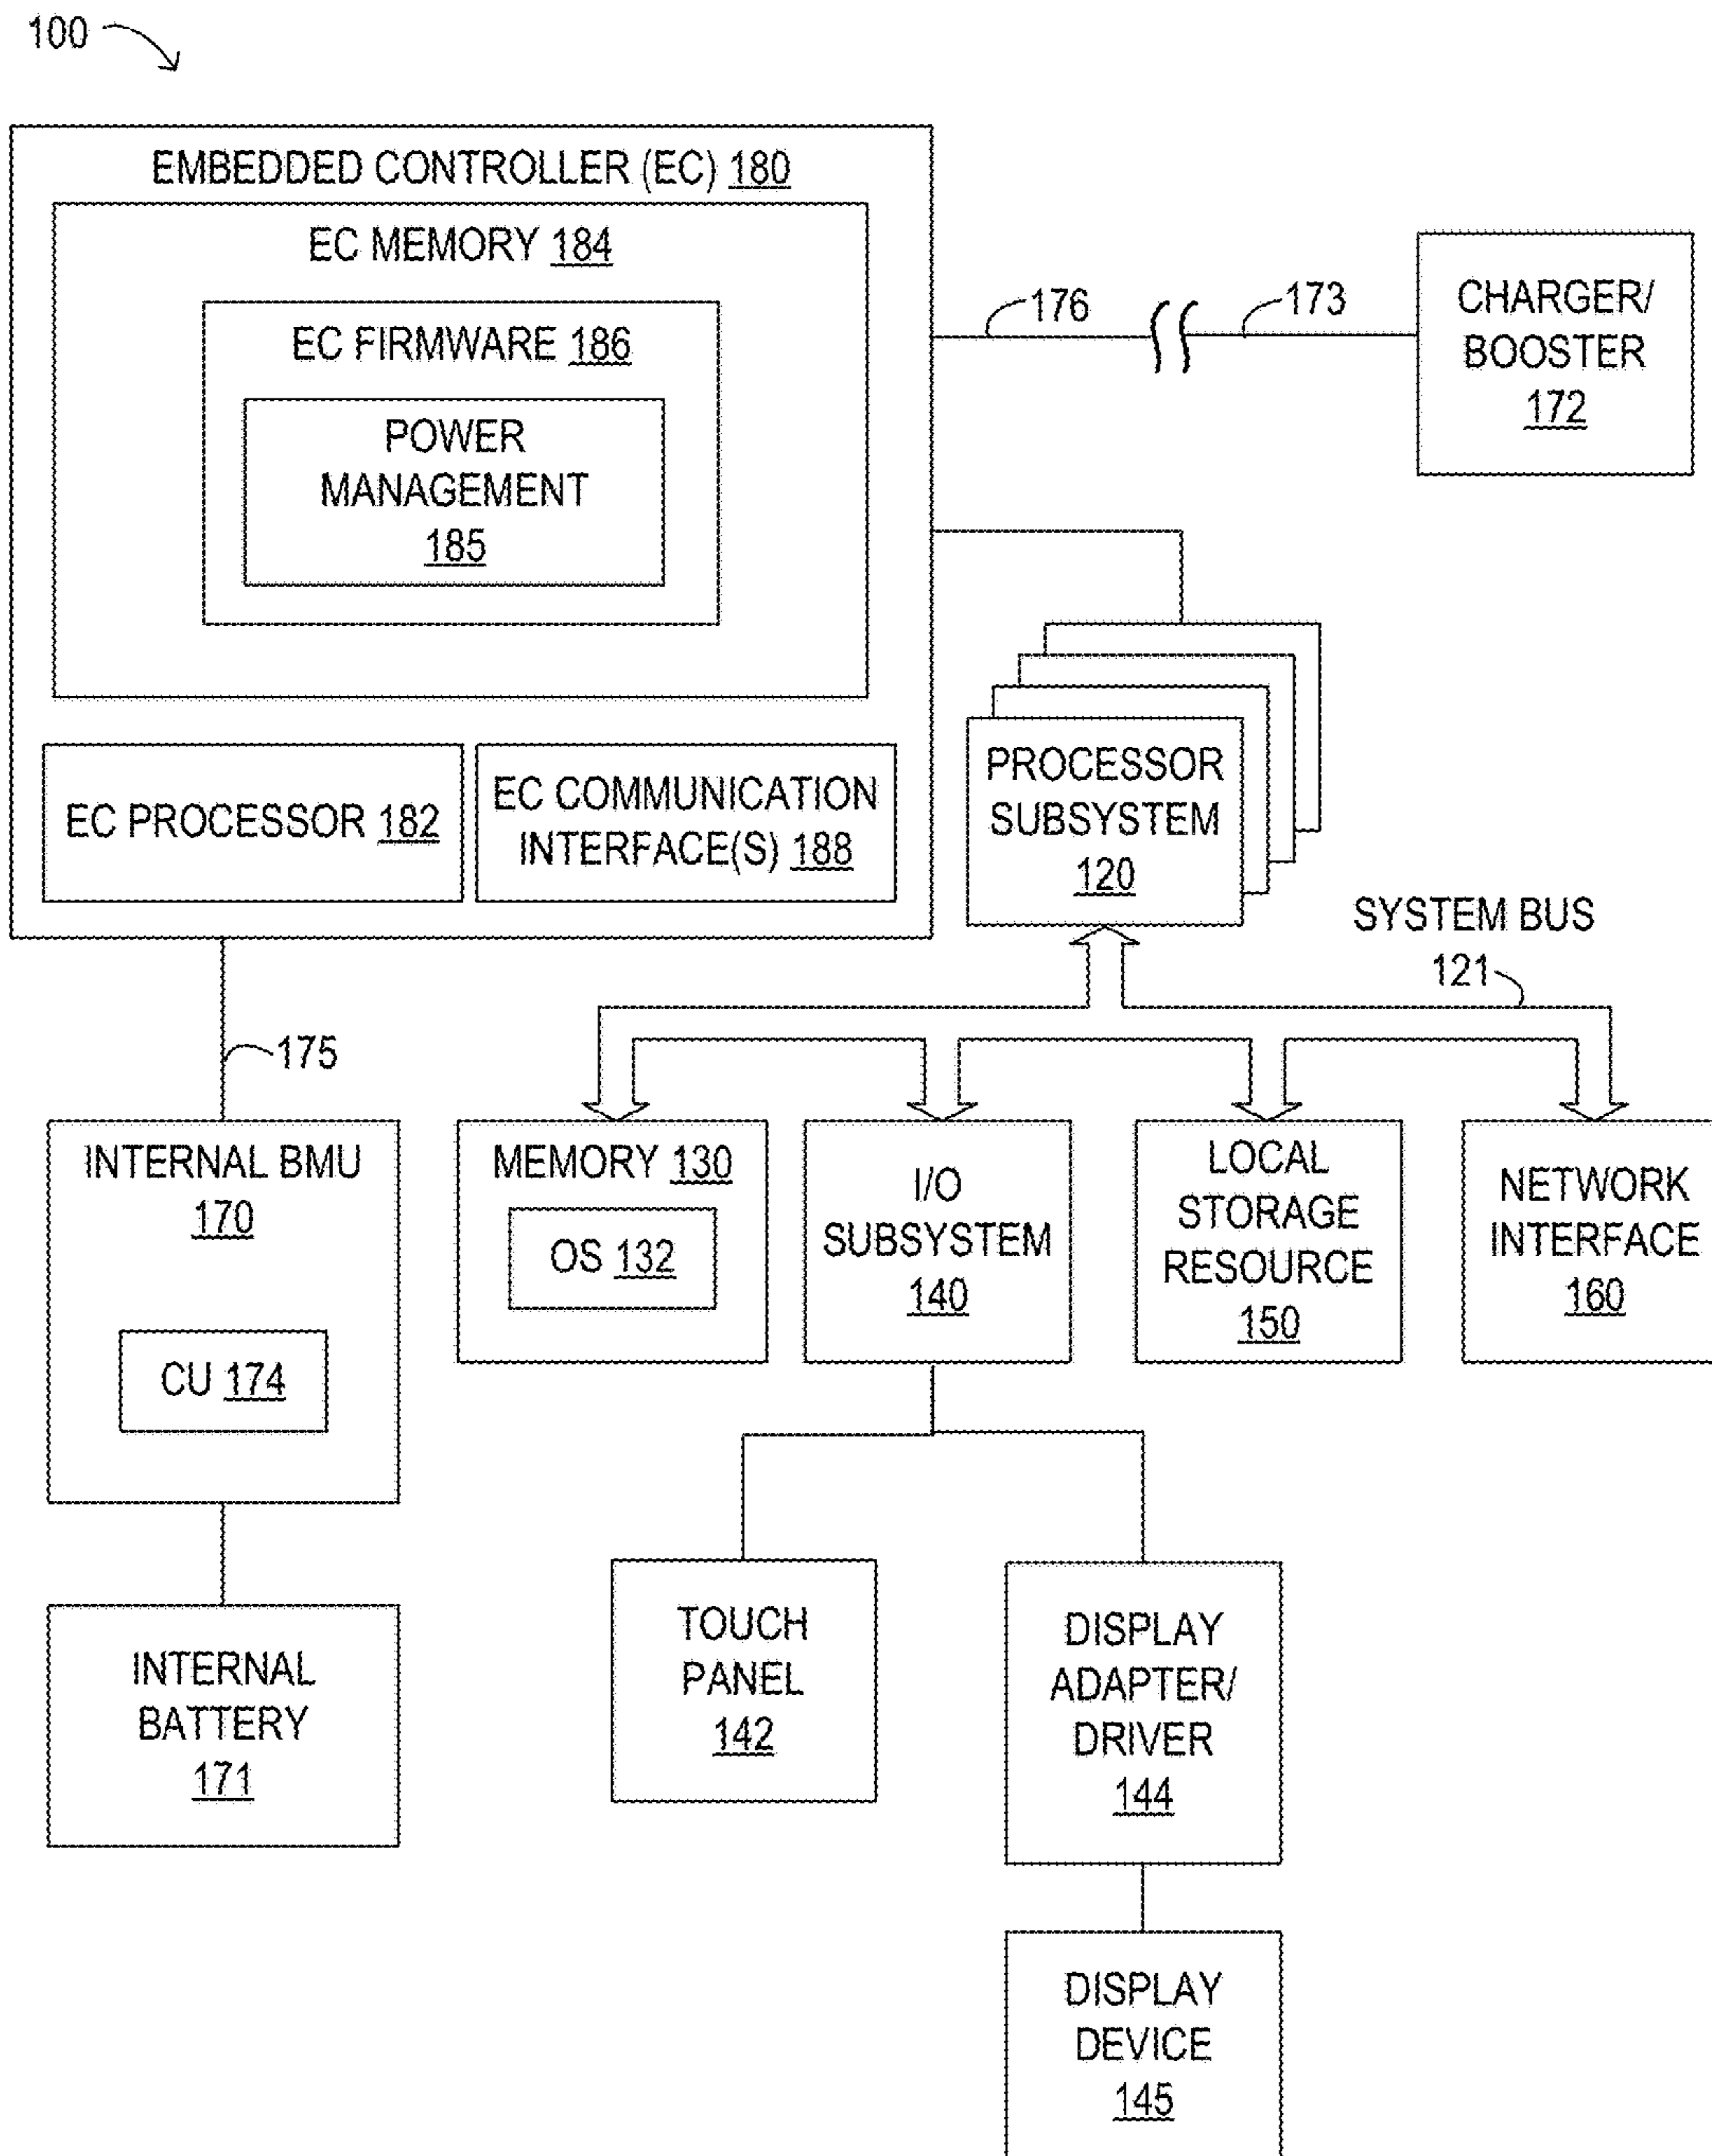 100
EMBEDDED CONTROLLER (EC) 180
EC MEMORY 184
EC FIRMWARE 186
POWER
MANAGEMENT
185
EC PROCESSOR 182
EC COMMUNICATION
INTERFACE(S) 188
176
173
CHARGER/
BOOSTER
172
PROCESSOR
SUBSYSTEM
120
SYSTEM BUS
121
175
INTERNAL BMU
170
CU 174
MEMORY 130
OS 132
I/O
SUBSYSTEM
140
LOCAL
STORAGE
RESOURCE
150
NETWORK
INTERFACE
160
INTERNAL
BATTERY
171
TOUCH
PANEL
142
DISPLAY
ADAPTER/
DRIVER
144
DISPLAY
DEVICE
145